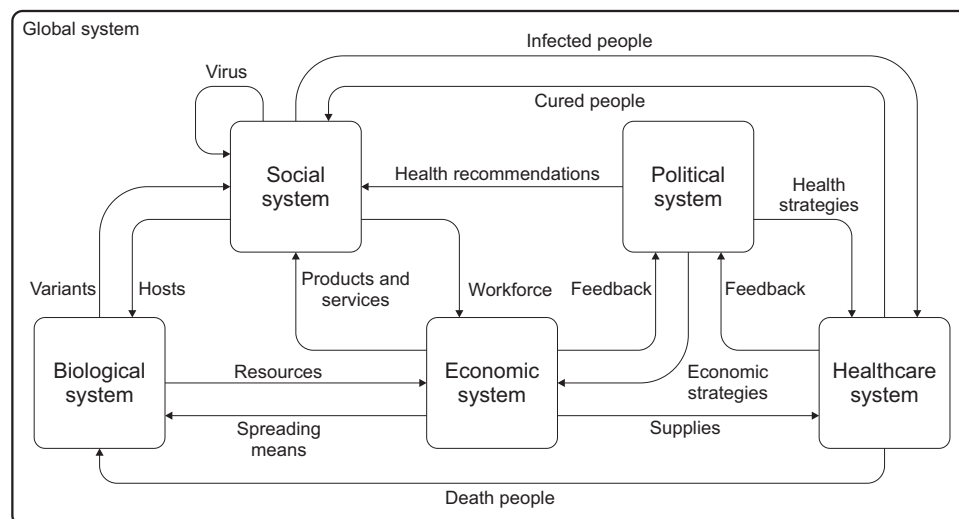 Global system
Infected people
Virus
Cured people
Social
system
Health recommendations
Political
system
Health
strategies
Variants
Hosts
Products and
services
Workforce
Feedback
Feedback
Biological
system
Resources
Economic
system
Economic
strategies
Healthcare
system
Spreading
means
Supplies
Death people